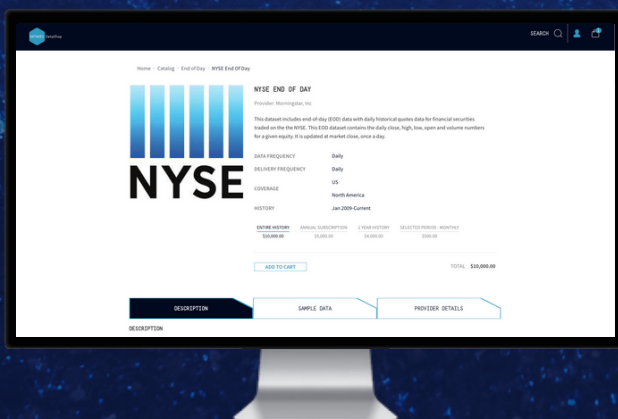 SEARCH
DataShop
Home · Catalog · End of Day · NYSE End Of Day
NYSE END OF DAY
Provider: Morningstar, Inc
This dataset includes end-of-day (EOD) data with daily historical quotes data for financial securities
traded on the the NYSE. This EOD dataset contains the daily close, high, low, open and volume numbers
for a given equity. It is updated at market close, once a day.
NYSE
DATA FREQUENCY Daily
DELIVERY FREQUENCY Daily
COVERAGE US
North America
HISTORY Jan 2009-Current
ENTIRE HISTORY ANNUAL SUBSCRIPTION 1 YEAR HISTORY SELECTED PERIOD - MONTHLY
$10,000.00
ADD TO CART TOTAL $10,000.00
DESCRIPTION SAMPLE DATA PROVIDER DETAILS
DESCRIPTION